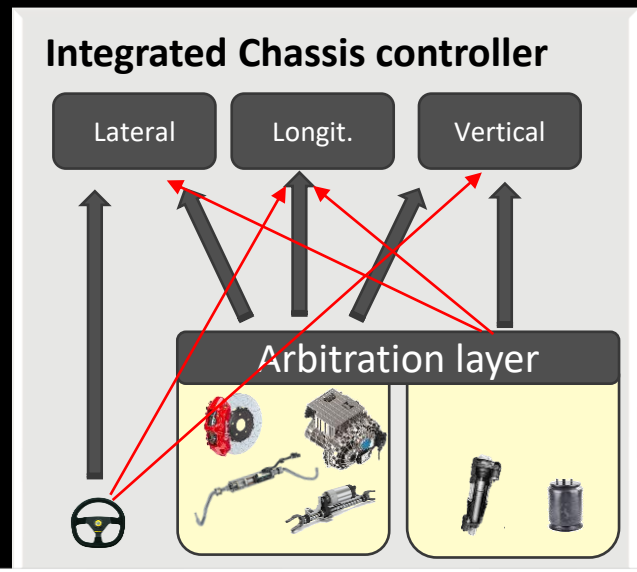 Integrated Chassis controller
Lateral
Longit.
Vertical
Arbitration layer